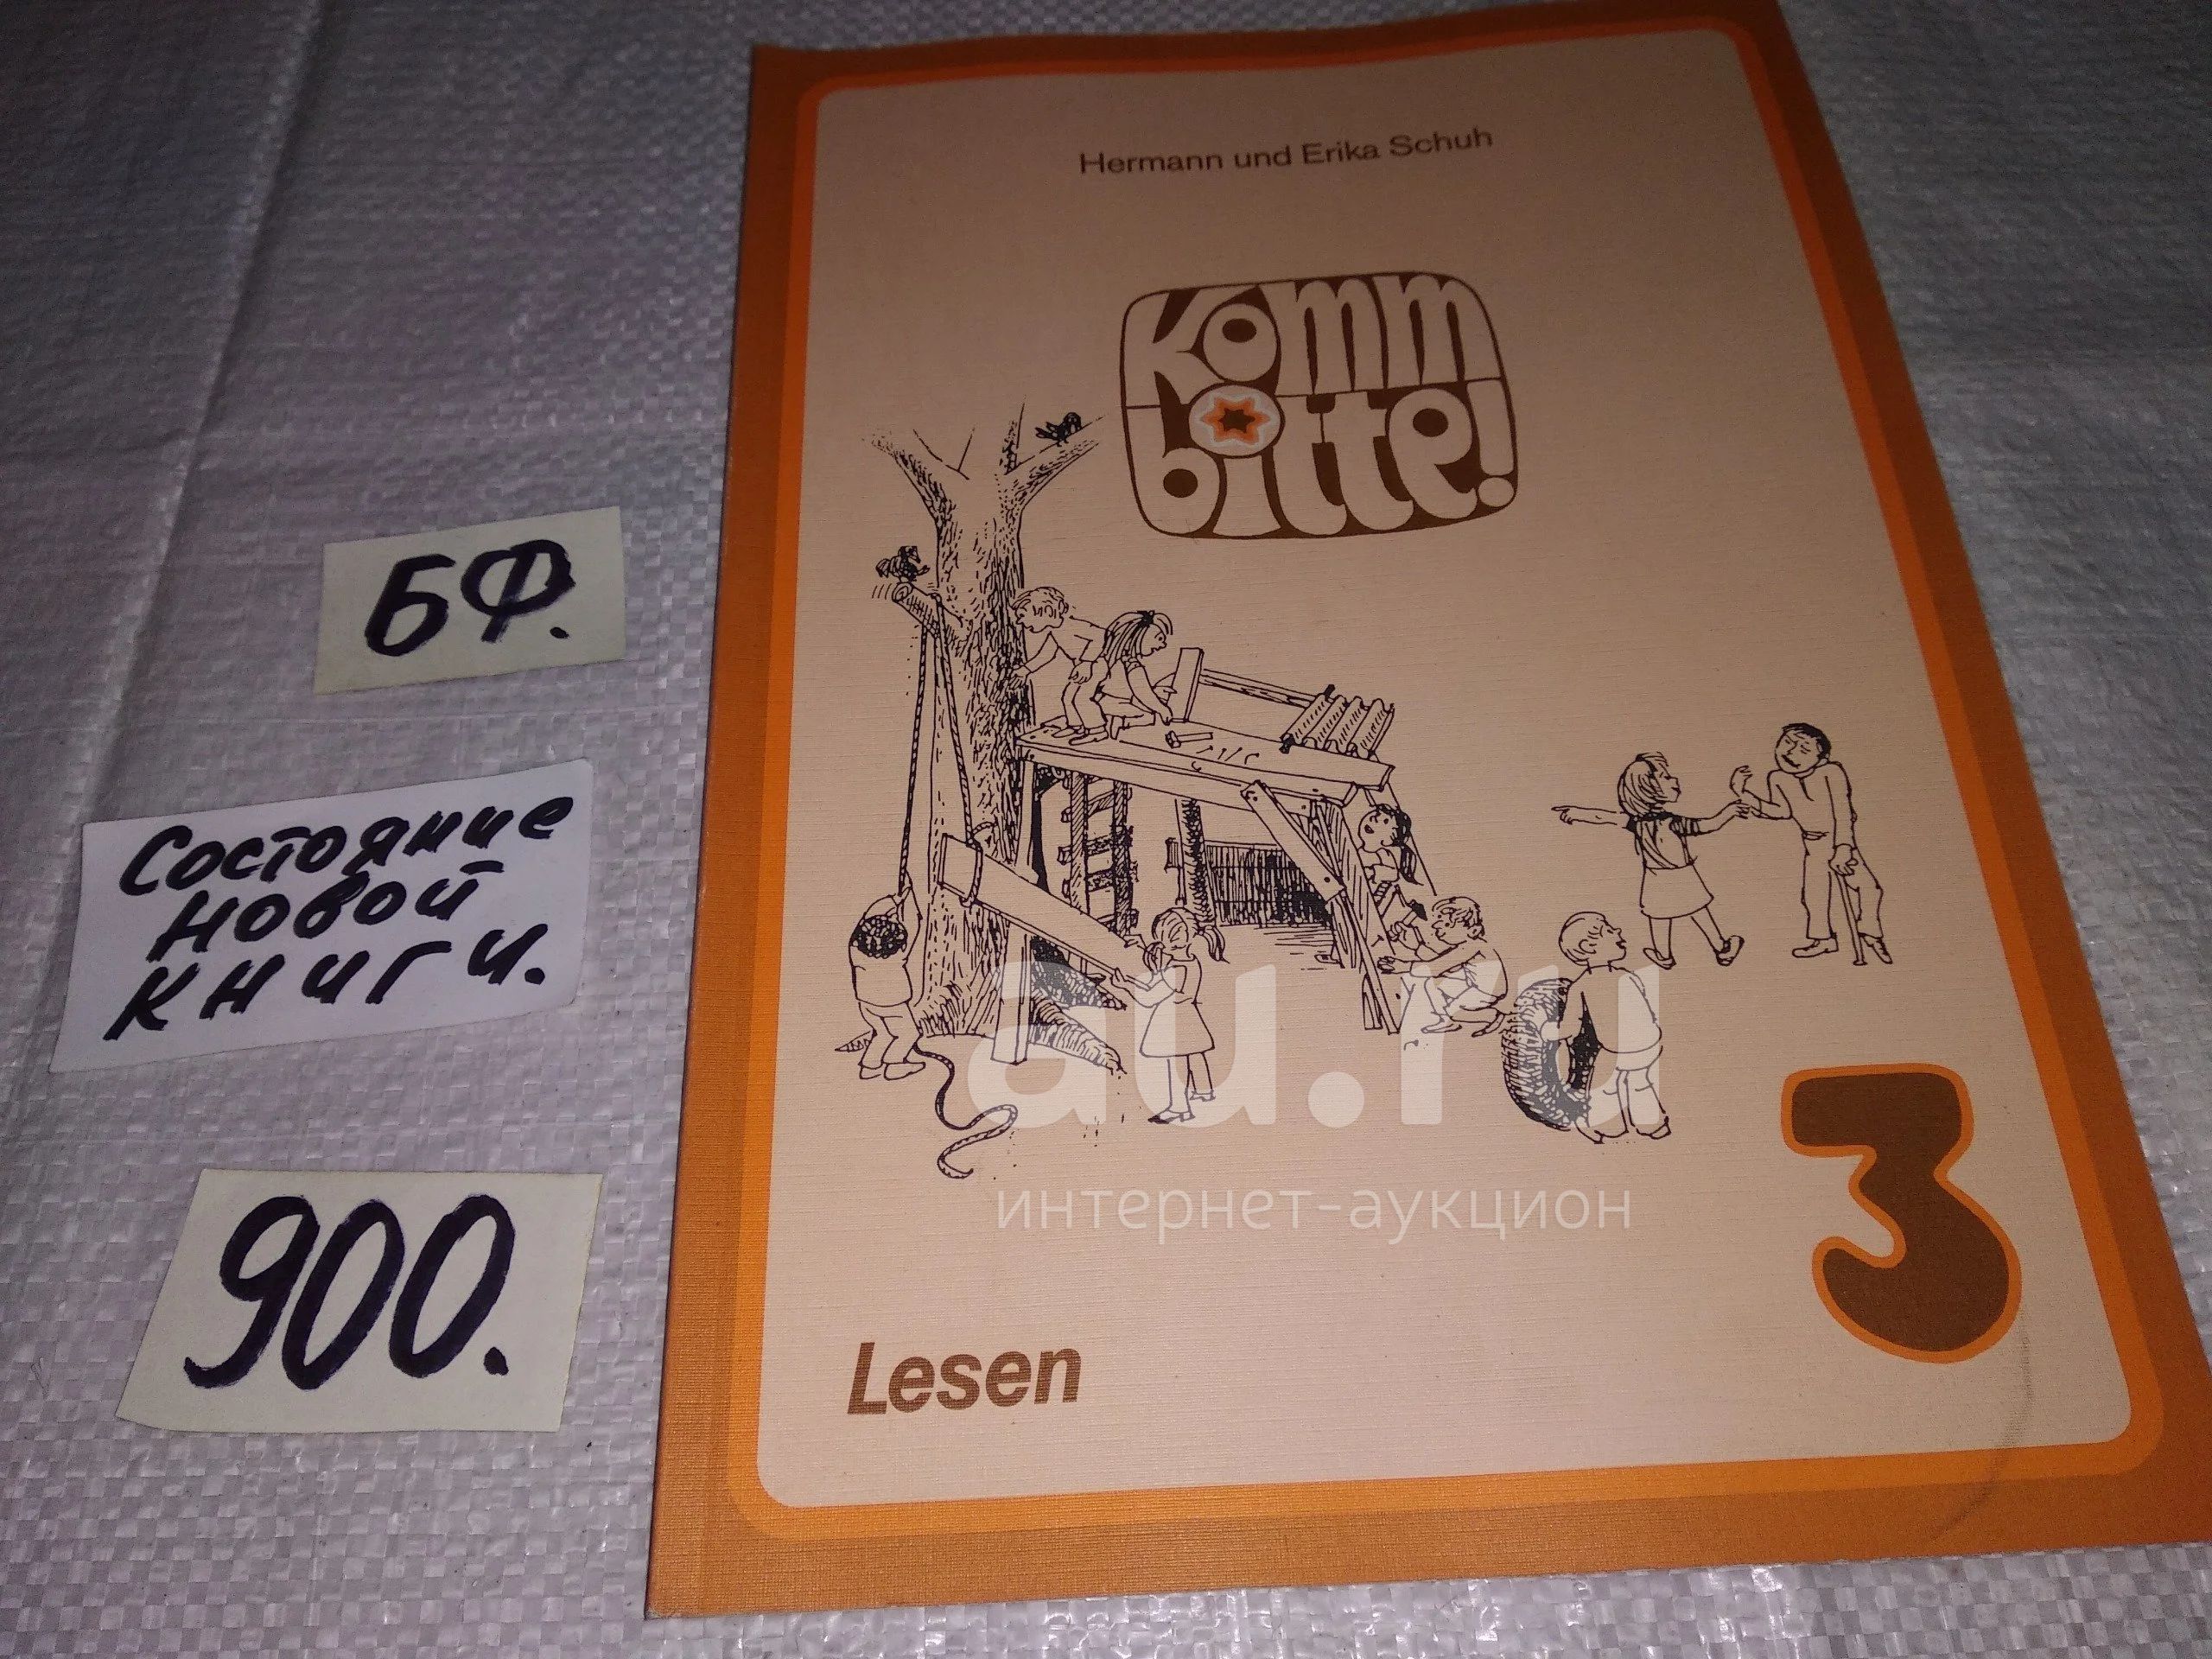 Hermann und Erika Schuh
Komm
bitte!
БФ.
Состояние
новой
книги.
au.ru
интернет-аукцион
3
900.
Lesen